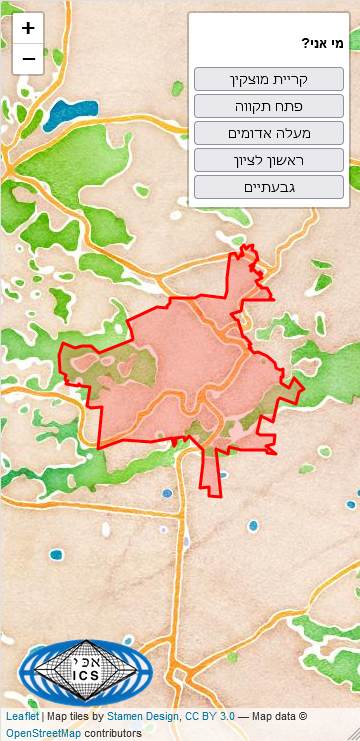 +
−
מי אני?
קריית מוצקין
פתח תקווה
מעלה אדומים
ראשון לציון
גבעתיים
אכי
ICS
Leaflet | Map tiles by Stamen Design, CC BY 3.0 — Map data ©
OpenStreetMap contributors